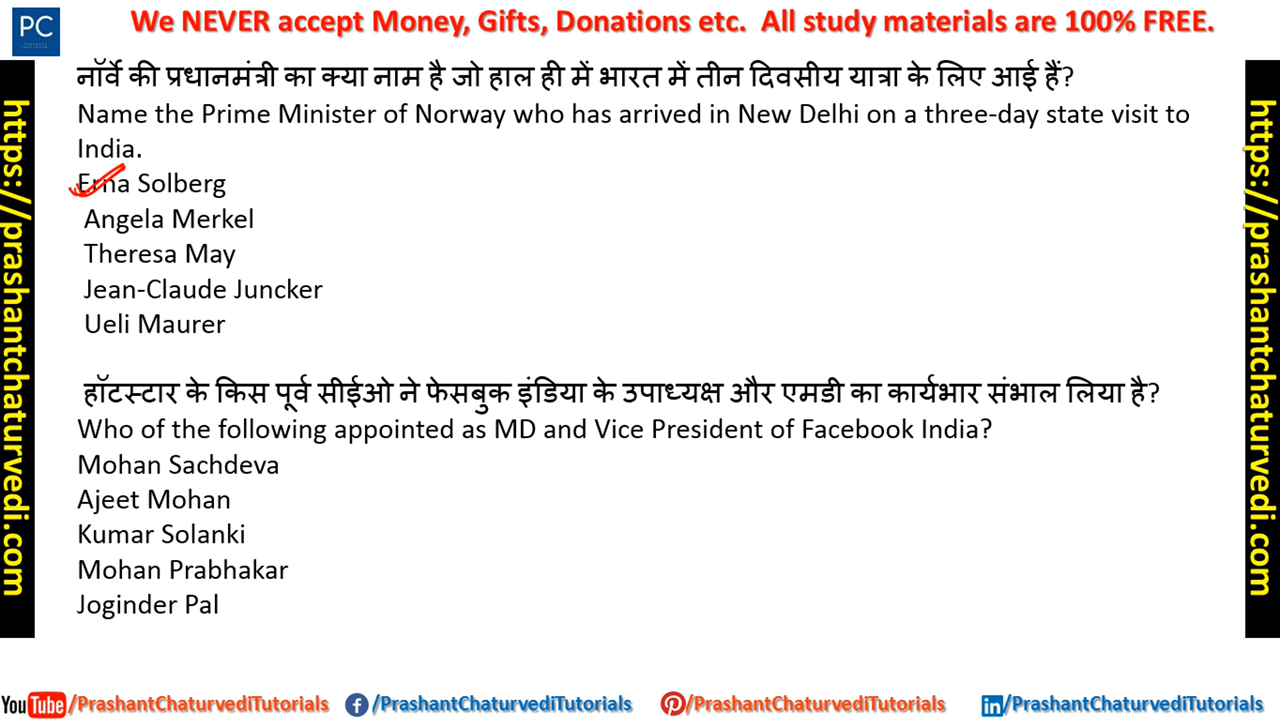 PC
PRASHANT CHATURVEDI
We NEVER accept Money, Gifts, Donations etc. All study materials are 100% FREE.
https://prashantchaturvedi.com
नॉर्वे की प्रधानमंत्री का क्या नाम है जो हाल ही में भारत में तीन दिवसीय यात्रा के लिए आई हैं?
Name the Prime Minister of Norway who has arrived in New Delhi on a three-day state visit to
India.
Erna Solberg
Angela Merkel
Theresa May
Jean-Claude Juncker
Ueli Maurer
हॉटस्टार के किस पूर्व सीईओ ने फेसबुक इंडिया के उपाध्यक्ष और एमडी का कार्यभार संभाल लिया है?
Who of the following appointed as MD and Vice President of Facebook India?
Mohan Sachdeva
Ajeet Mohan
Kumar Solanki
Mohan Prabhakar
Joginder Pal
https://prashantchaturvedi.com
YouTube/PrashantChaturvediTutorials f/PrashantChaturvediTutorials /PrashantChaturvediTutorials in/PrashantChaturvediTutorials